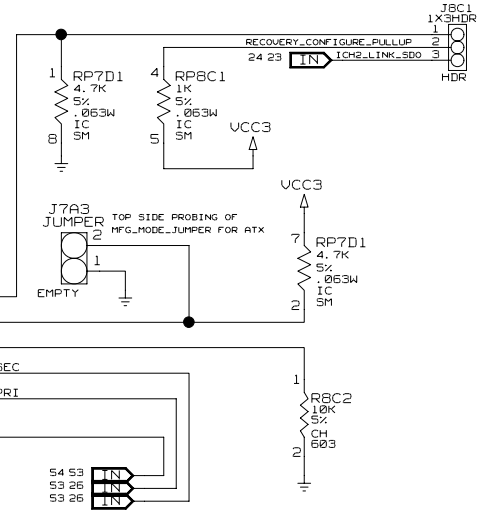 J8C1
1X3HDR
1
RECOVERY_CONFIGURE_PULLUP 2
24 23 IN ICH2_LINK_SDO 3
HDR
1 RP7D1
4.7K
5%
.063W
IC
8 SM
4 RP8C1
1K
5%
.063W
IC
5 SM
VCC3
VCC3
J7A3
JUMPER
2
1
EMPTY
TOP SIDE PROBING OF
MFG_MODE_JUMPER FOR ATX
7 RP7D1
4.7K
5%
.063W
IC
2 SM
SEC
PRI
1
R8C2
10K
5%
CH
603
2
54 53 IN
53 26 IN
53 26 IN